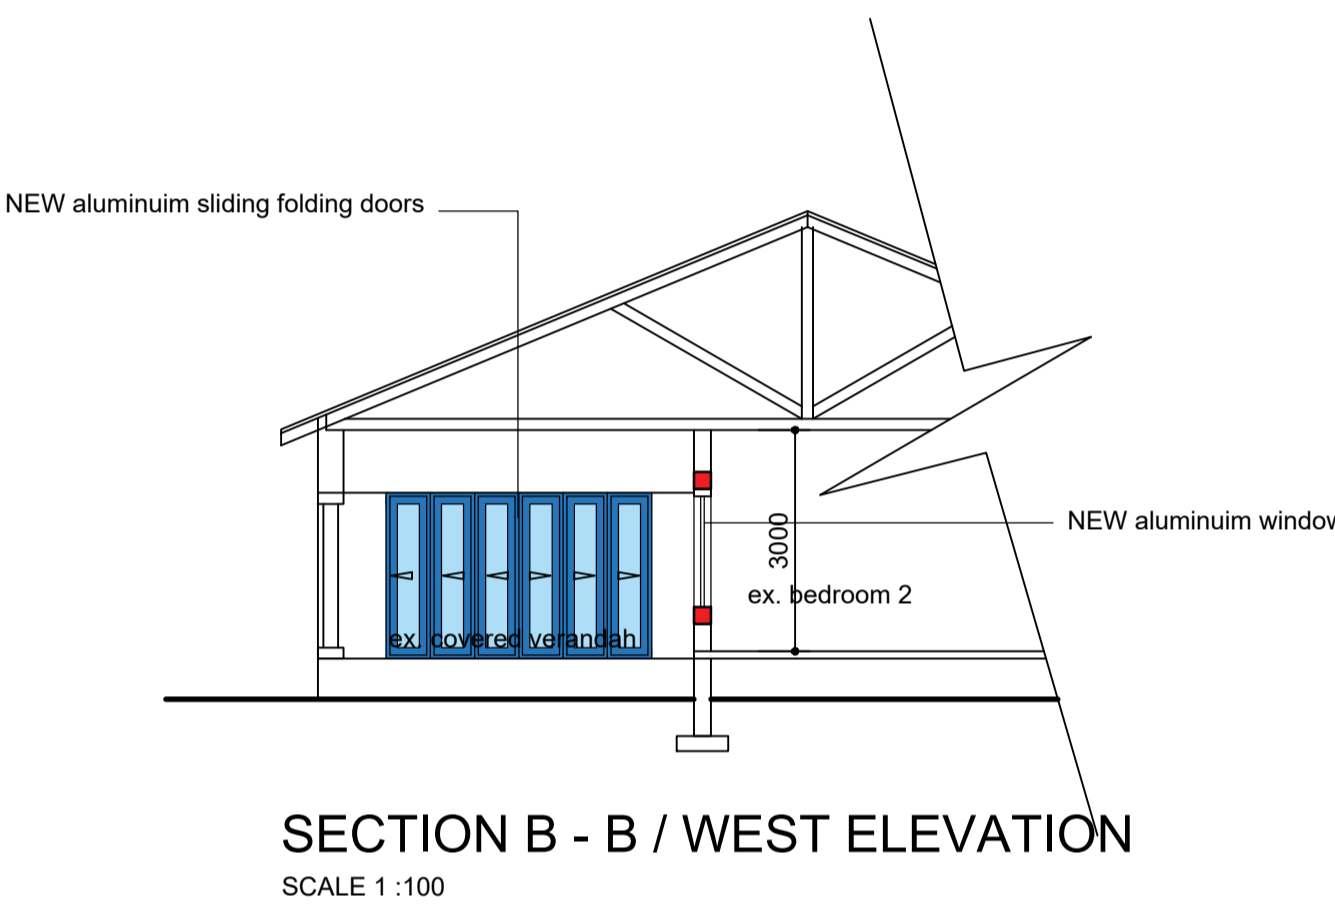 NEW aluminuim sliding folding doors
NEW aluminuim window
3000
ex. bedroom 2
ex. covered verandah
SECTION B - B / WEST ELEVATION
SCALE 1 :100